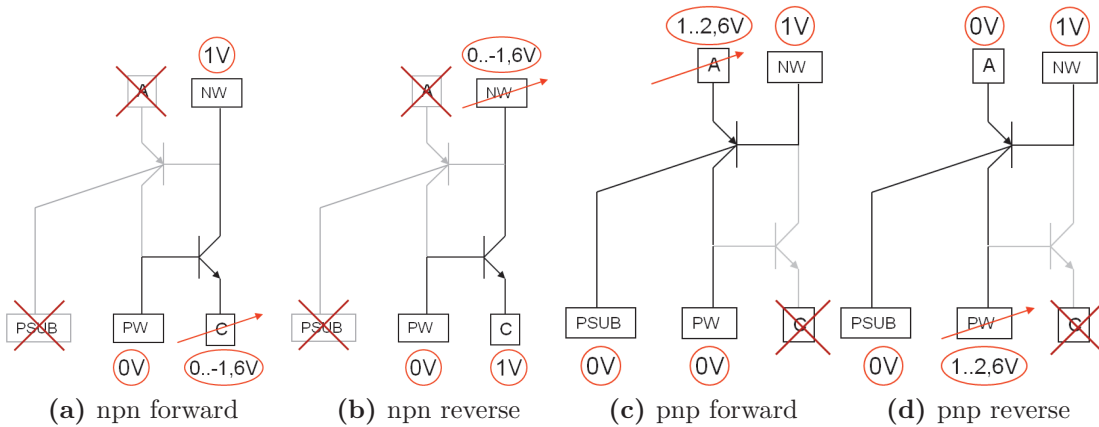 1V
A
NW
PSUB
PW
C
0V
0..-1,6V
(a) npn forward
0..-1,6V
A
NW
PSUB
PW
C
0V
1V
(b) npn reverse
1..2,6V
1V
A
NW
PSUB
PW
C
0V
0V
(c) pnp forward
0V
1V
A
NW
PSUB
PW
C
0V
1..2,6V
(d) pnp reverse